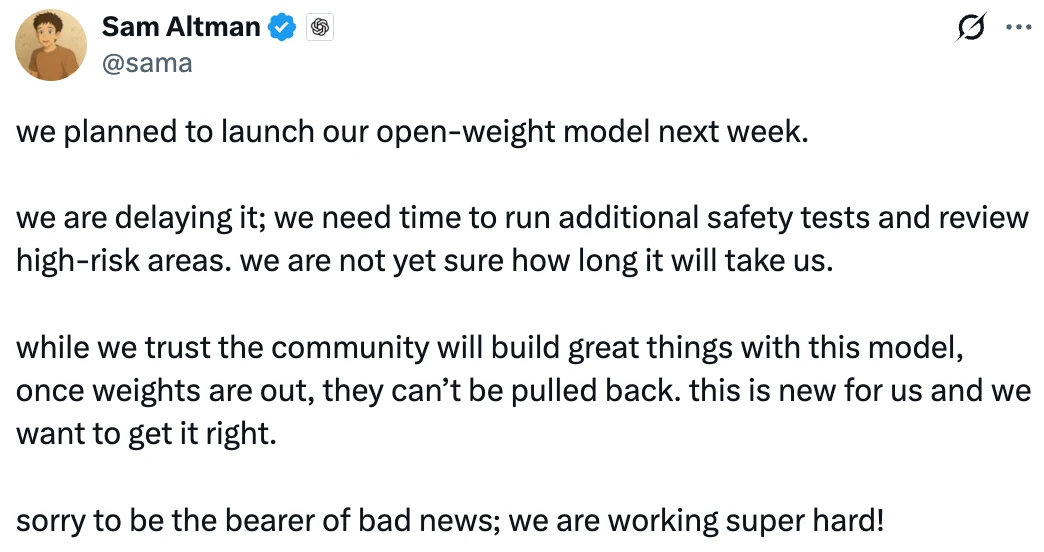 Sam Altman
@sama
we planned to launch our open-weight model next week.
we are delaying it; we need time to run additional safety tests and review
high-risk areas. we are not yet sure how long it will take us.
while we trust the community will build great things with this model,
once weights are out, they can’t be pulled back. this is new for us and we
want to get it right.
sorry to be the bearer of bad news; we are working super hard!